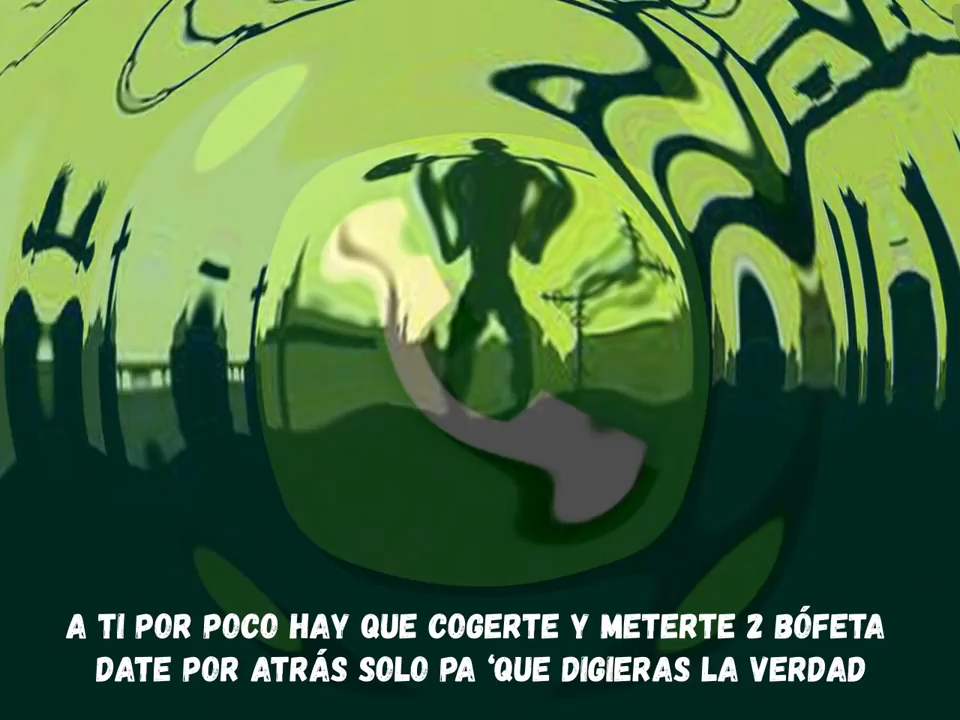 A TI POR POCO HAY QUE COGERTE Y METERTE 2 BÓFETA
DATE POR ATRÁS SOLO PA ‘QUE DIGIERAS LA VERDAD